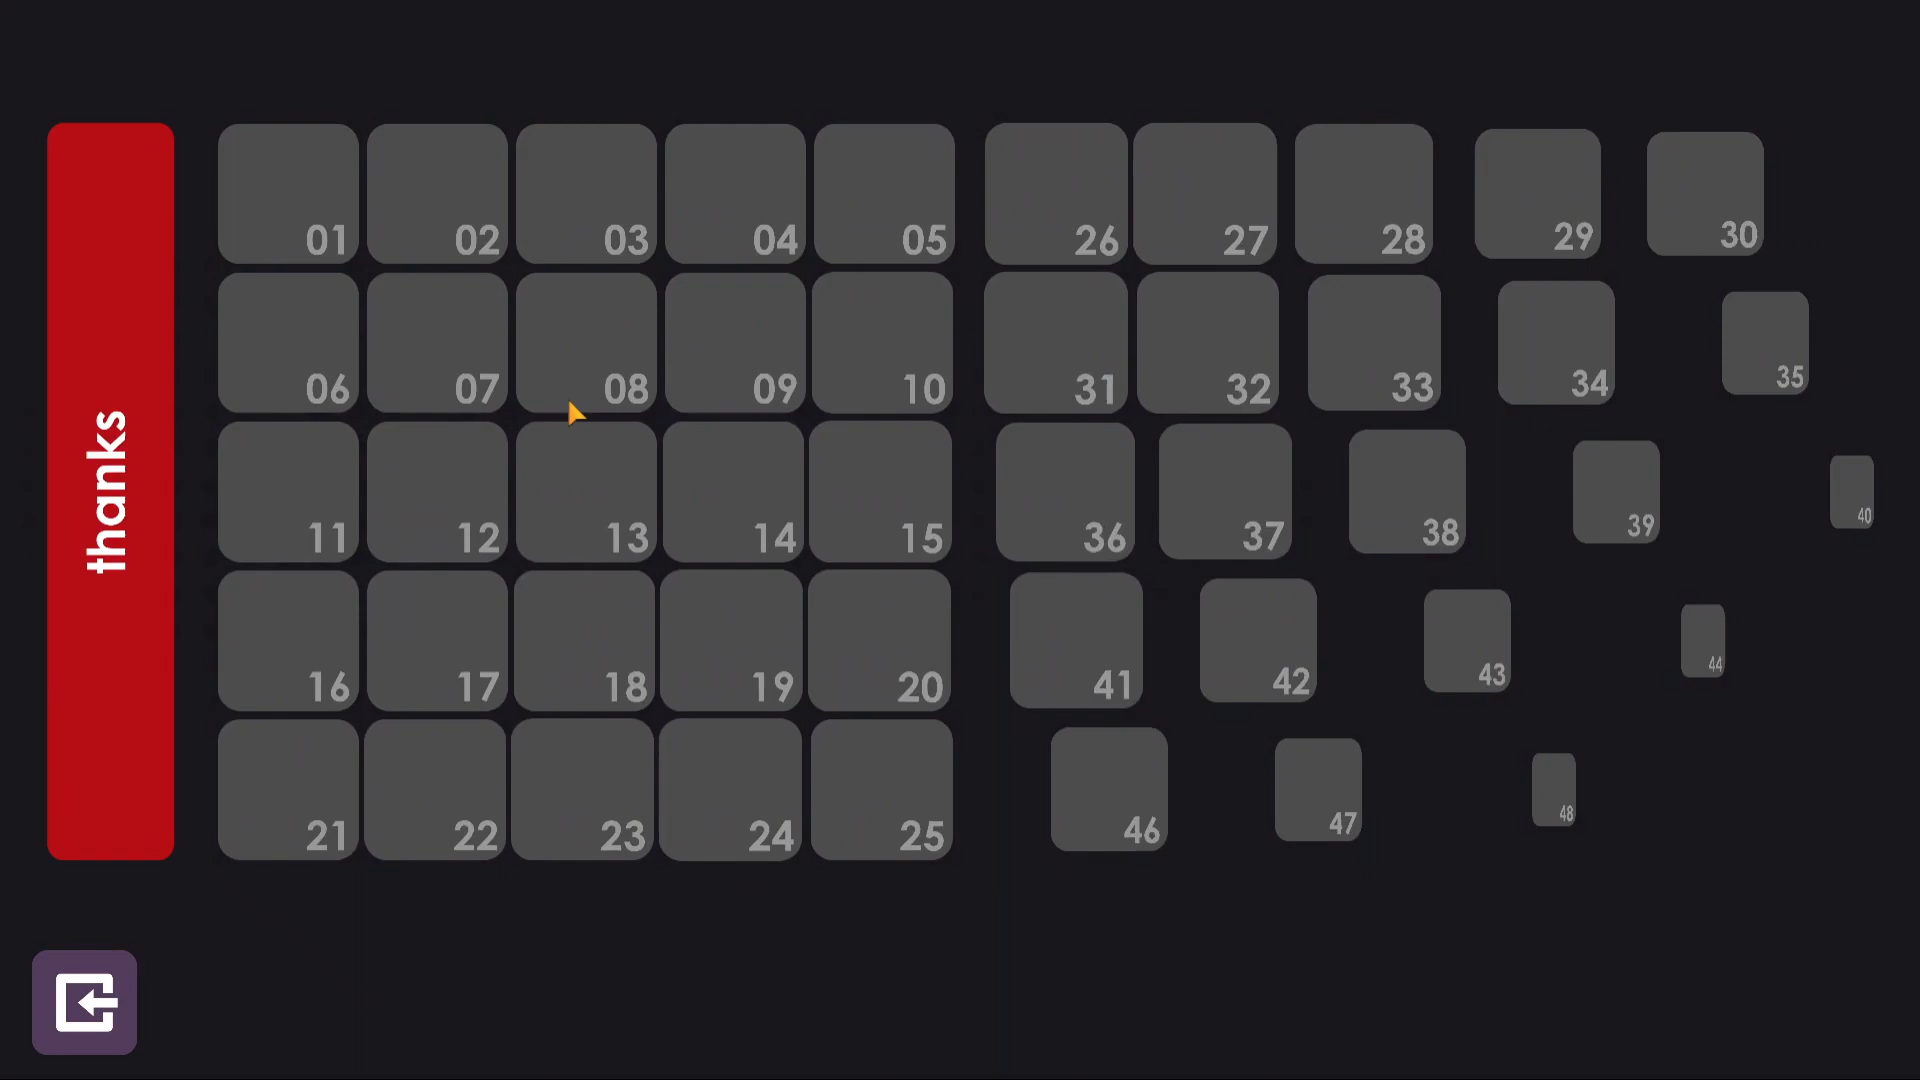 thanks
01 02 03 04 05 26 27 28 29 30
06 07 08 09 10 31 32 33 34 35
11 12 13 14 15 36 37 38 39 40
16 17 18 19 20 41 42 43 44
21 22 23 24 25 46 47 48